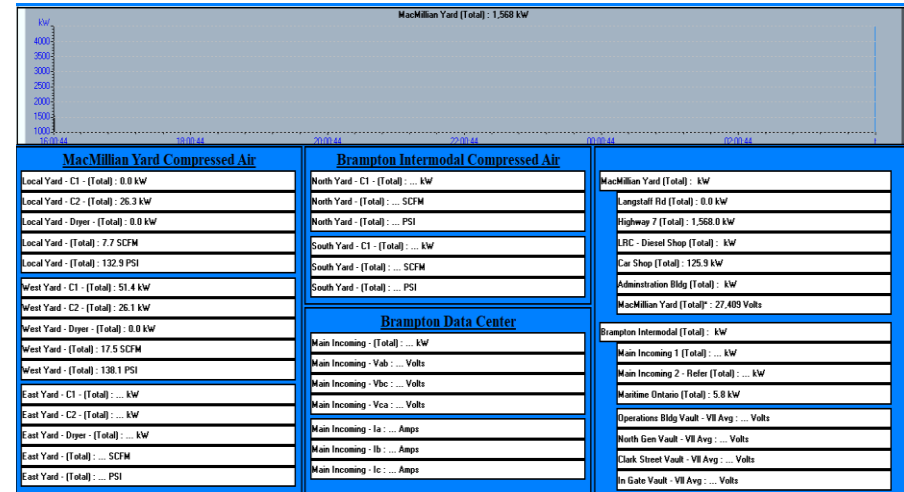 MacMillian Yard (Total) : 1,568 kW
kW
4000
3500
3000
2500
2000
1500
1000
16:00:44 18:00:44 20:00:44 22:00:44 00:00:44 02:00:44
MacMillian Yard Compressed Air
Local Yard - C1 - (Total) : 0.0 kW
Local Yard - C2 - (Total) : 26.3 kW
Local Yard - Dryer - (Total) : 0.0 kW
Local Yard - (Total) : 7.7 SCFM
Local Yard - (Total) : 132.9 PSI
West Yard - C1 - (Total) : 51.4 kW
West Yard - C2 - (Total) : 26.1 kW
West Yard - Dryer - (Total) : 0.0 kW
West Yard - (Total) : 17.5 SCFM
West Yard - (Total) : 138.1 PSI
East Yard - C1 - (Total) : ... kW
East Yard - C2 - (Total) : ... kW
East Yard - Dryer - (Total) : ... kW
East Yard - (Total) : ... SCFM
East Yard - (Total) : ... PSI
Brampton Intermodal Compressed Air
North Yard - C1 - (Total) : ... kW
North Yard - (Total) : ... SCFM
North Yard - (Total) : ... PSI
South Yard - C1 - (Total) : ... kW
South Yard - (Total) : ... SCFM
South Yard - (Total) : ... PSI
Brampton Data Center
Main Incoming - (Total) : ... kW
Main Incoming - Vab : ... Volts
Main Incoming - Vbc : ... Volts
Main Incoming - Vca : ... Volts
Main Incoming - Ia : ... Amps
Main Incoming - Ib : ... Amps
Main Incoming - Ic : ... Amps
MacMillian Yard (Total) : kW
Langstaff Rd (Total) : 0.0 kW
Highway 7 (Total) : 1,568.0 kW
LRC - Diesel Shop (Total) : kW
Car Shop (Total) : 125.9 kW
Adminstration Bldg (Total) : kW
MacMillian Yard (Total)* : 27,409 Volts
Brampton Intermodal (Total) : kW
Main Incoming 1 (Total) : ... kW
Main Incoming 2 - Refer (Total) : ... kW
Maritime Ontario (Total) : 5.8 kW
Operations Bldg Vault - Vll Avg : ... Volts
North Gen Vault - Vll Avg : ... Volts
Clark Street Vault - Vll Avg : ... Volts
In Gate Vault - Vll Avg : ... Volts